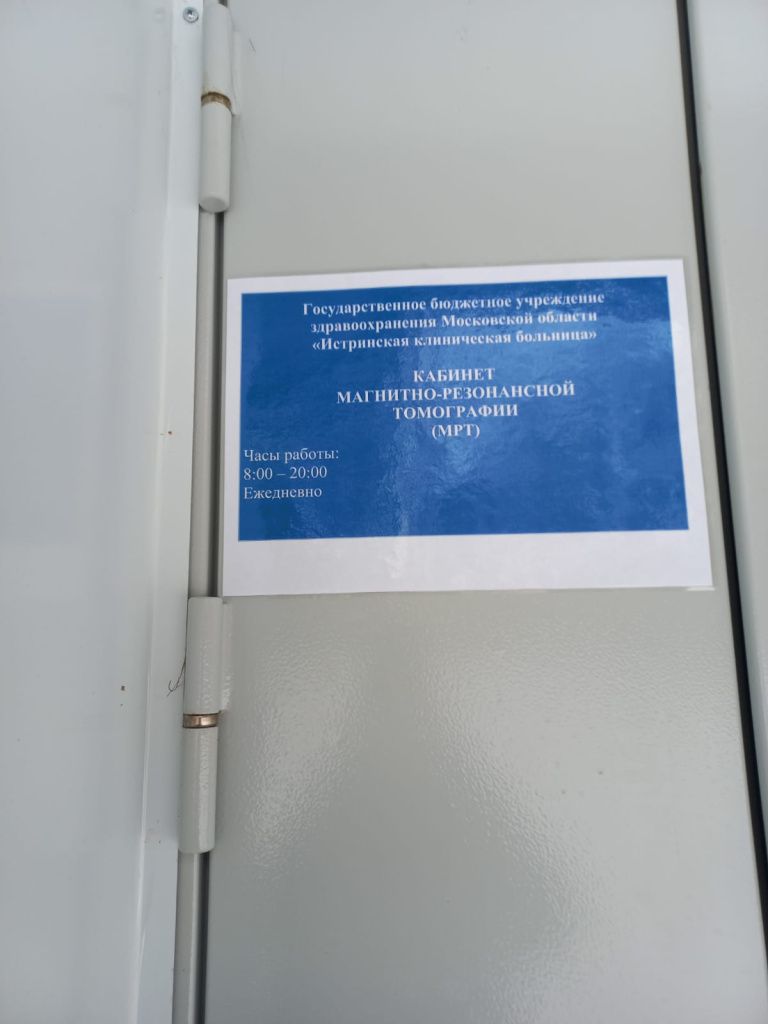 Государственное бюджетное учреждение
здравоохранения Московской области
«Истринская клиническая больница»
КАБИНЕТ
МАГНИТНО-РЕЗОНАНСНОЙ
ТОМОГРАФИИ
(МРТ)
Часы работы:
8:00 – 20:00
Ежедневно